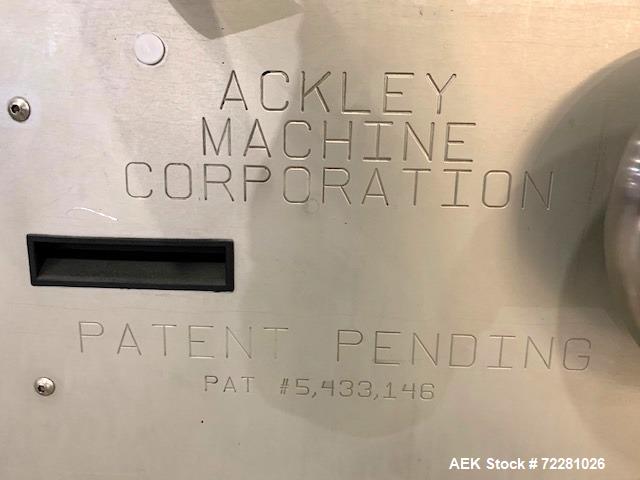 ACKLEY
MACHINE
CORPORATION
PATENT PENDING
PAT #5,433,146
AEK Stock # 72281026